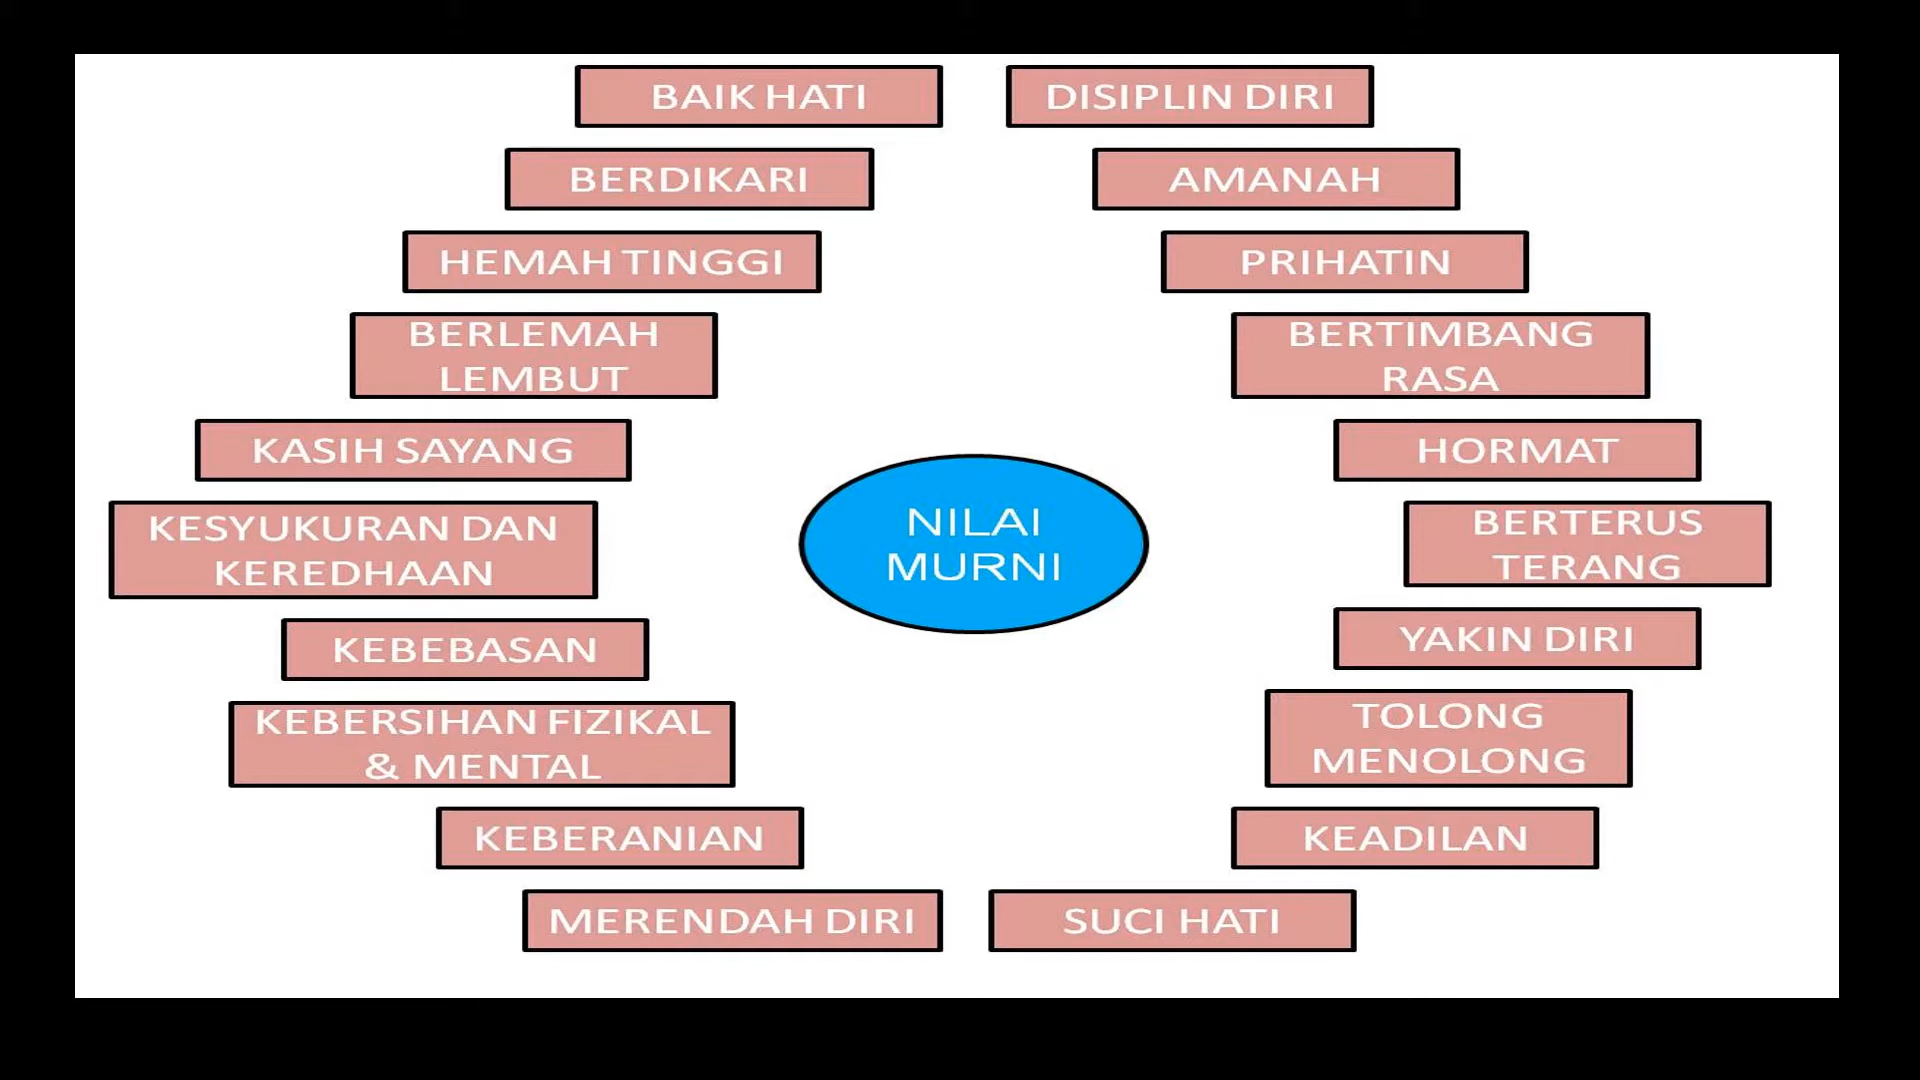 BAIK HATI
DISIPLIN DIRI
BERDIKARI
AMANAH
HEMAH TINGGI
PRIHATIN
BERLEMAH
LEMBUT
BERTIMBANG
RASA
KASIH SAYANG
HORMAT
KESYUKURAN DAN
KEREDHAAN
NILAI
MURNI
BERTERUS
TERANG
KEBEBASAN
YAKIN DIRI
KEBERSIHAN FIZIKAL
& MENTAL
TOLONG
MENOLONG
KEBERANIAN
KEADILAN
MERENDAH DIRI
SUCI HATI